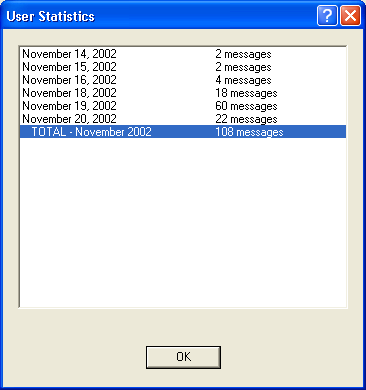 User Statistics
November 14, 2002 2 messages
November 15, 2002 2 messages
November 16, 2002 4 messages
November 18, 2002 18 messages
November 19, 2002 60 messages
November 20, 2002 22 messages
TOTAL - November 2002 108 messages
OK